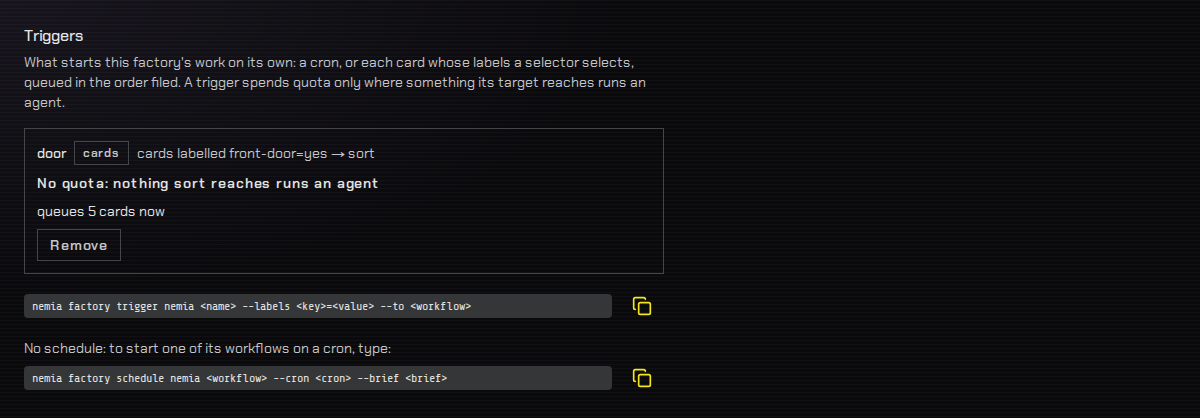 Triggers
What starts this factory's work on its own: a cron, or each card whose labels a selector selects,
queued in the order filed. A trigger spends quota only where something its target reaches runs an
agent.
door cards cards labelled front-door=yes → sort
No quota: nothing sort reaches runs an agent
queues 5 cards now
Remove
nemia factory trigger nemia <name> --labels <key>=<value> --to <workflow>
No schedule: to start one of its workflows on a cron, type:
nemia factory schedule nemia <workflow> --cron <cron> --brief <brief>